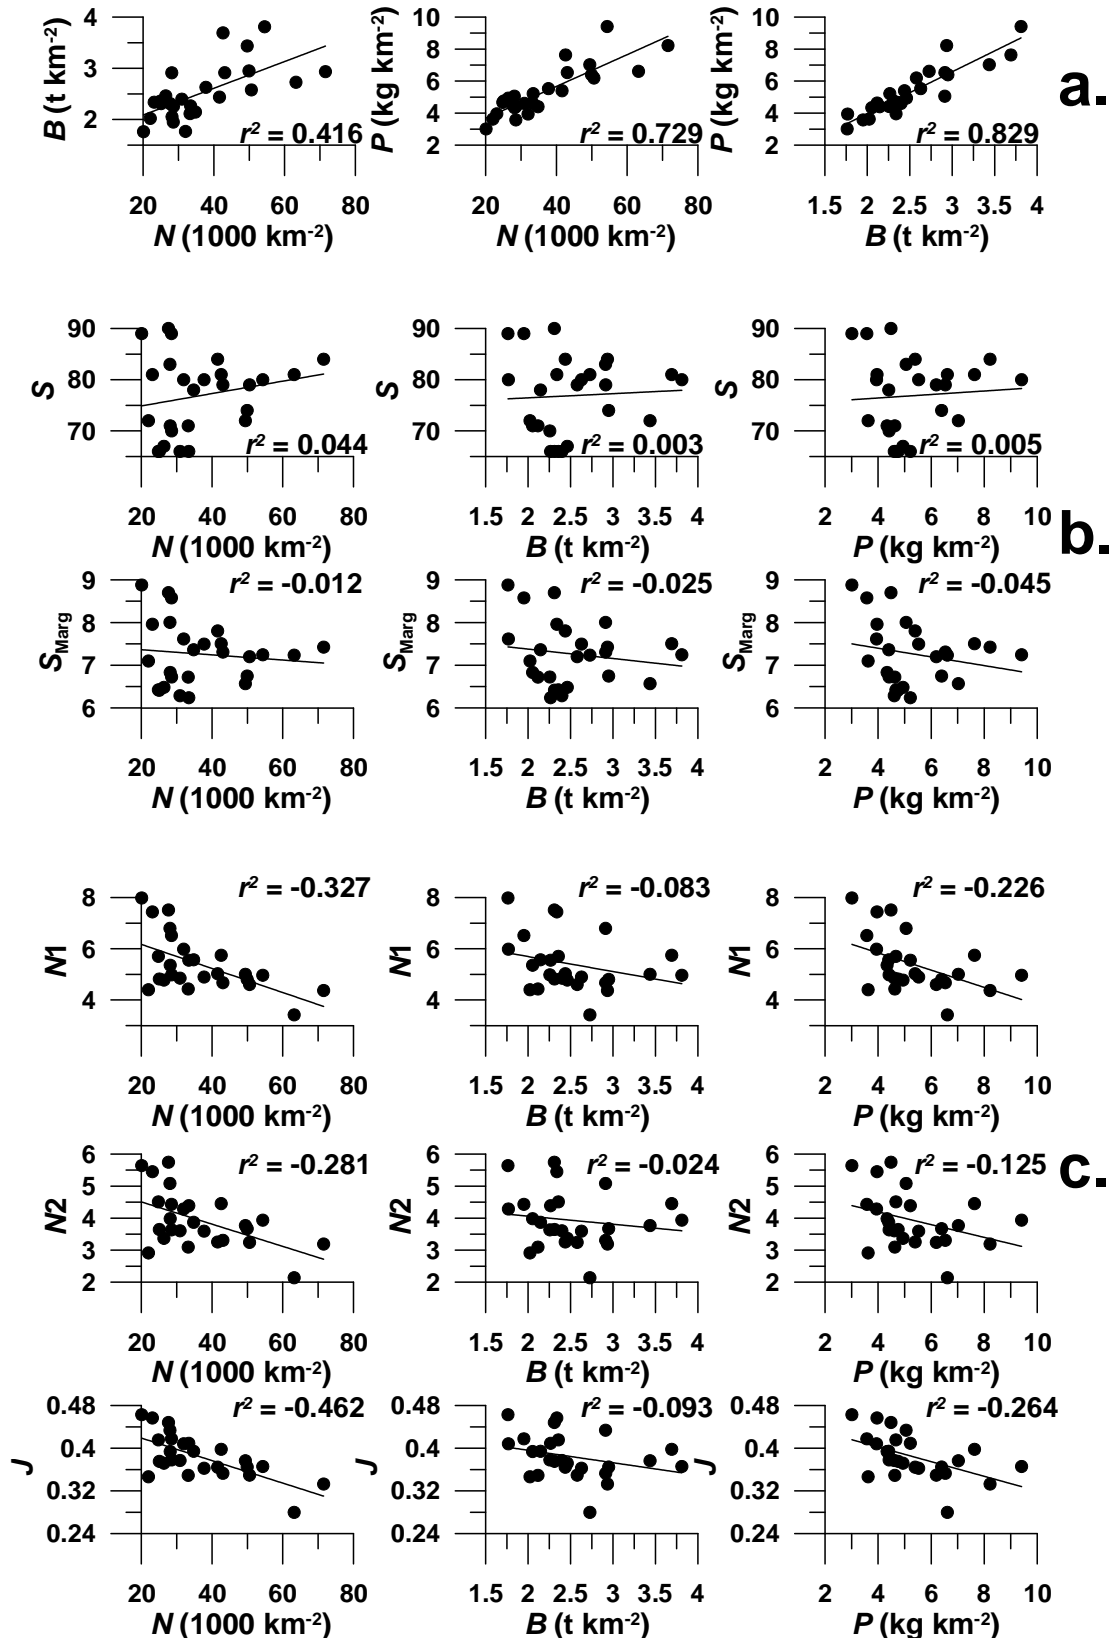 4
3
2
B (t km-2)
r2 = 0.416
20 40 60 80
N (1000 km-2)
10
8
6
4
2
P (kg km-2)
r2 = 0.729
20 40 60 80
N (1000 km-2)
10
8
6
4
2
P (kg km-2)
r2 = 0.829
1.5 2 2.5 3 3.5 4
B (t km-2)
a.
90
80
70
S
r2 = 0.044
20 40 60 80
N (1000 km-2)
90
80
70
S
r2 = 0.003
1.5 2 2.5 3 3.5 4
B (t km-2)
90
80
70
S
r2 = 0.005
2 4 6 8 10
P (kg km-2)
b.
9
8
7
6
SMarg
r2 = -0.012
20 40 60 80
N (1000 km-2)
9
8
7
6
SMarg
r2 = -0.025
1.5 2 2.5 3 3.5 4
B (t km-2)
9
8
7
6
SMarg
r2 = -0.045
2 4 6 8 10
P (kg km-2)
8
6
4
N1
r2 = -0.327
20 40 60 80
N (1000 km-2)
8
6
4
N1
r2 = -0.083
1.5 2 2.5 3 3.5 4
B (t km-2)
8
6
4
N1
r2 = -0.226
2 4 6 8 10
P (kg km-2)
6
5
4
3
2
N2
r2 = -0.281
20 40 60 80
N (1000 km-2)
6
5
4
3
2
N2
r2 = -0.024
1.5 2 2.5 3 3.5 4
B (t km-2)
6
5
4
3
2
N2
r2 = -0.125
2 4 6 8 10
P (kg km-2)
c.
0.48
0.4
0.32
0.24
J
r2 = -0.462
20 40 60 80
N (1000 km-2)
0.48
0.4
0.32
0.24
J
r2 = -0.093
1.5 2 2.5 3 3.5 4
B (t km-2)
0.48
0.4
0.32
0.24
J
r2 = -0.264
2 4 6 8 10
P (kg km-2)